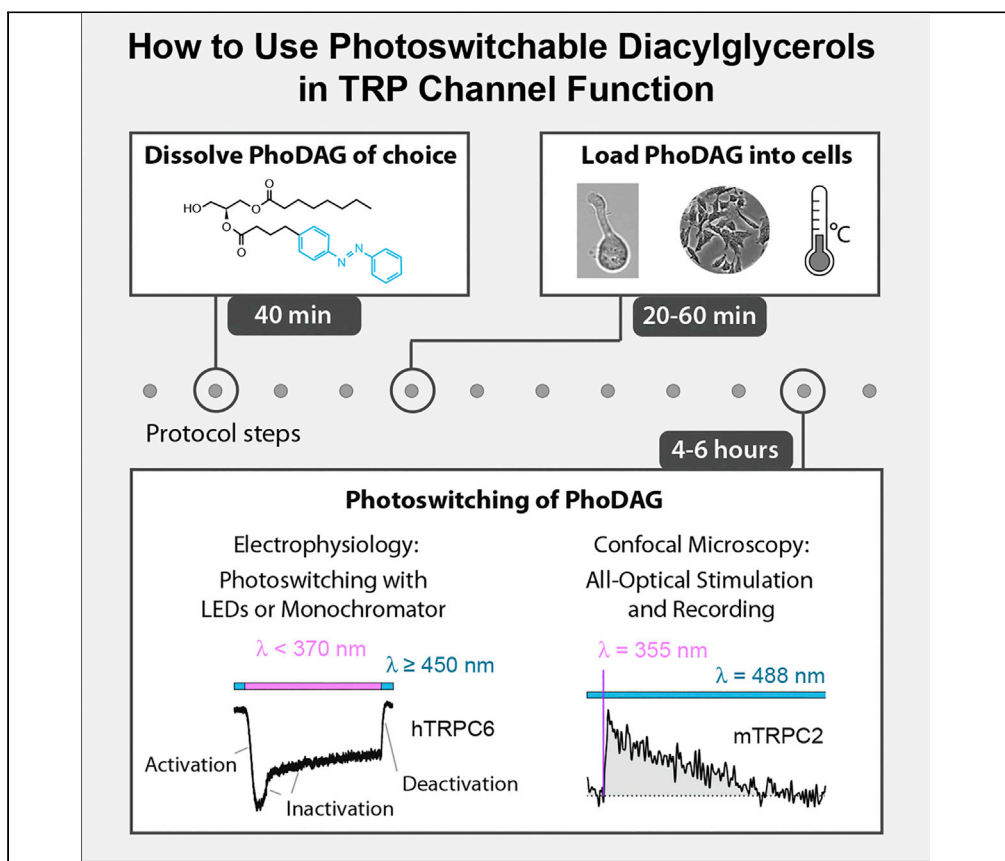 How to Use Photoswitchable Diacylglycerols
in TRP Channel Function
Dissolve PhoDAG of choice
HO
O
O
O
O
N
N
40 min
Load PhoDAG into cells
°C
20-60 min
Protocol steps
4-6 hours
Photoswitching of PhoDAG
Electrophysiology:
Photoswitching with
LEDs or Monochromator
λ < 370 nm
λ ≥ 450 nm
hTRPC6
Activation
Inactivation
Deactivation
Confocal Microscopy:
All-Optical Stimulation
and Recording
λ = 355 nm
λ = 488 nm
mTRPC2